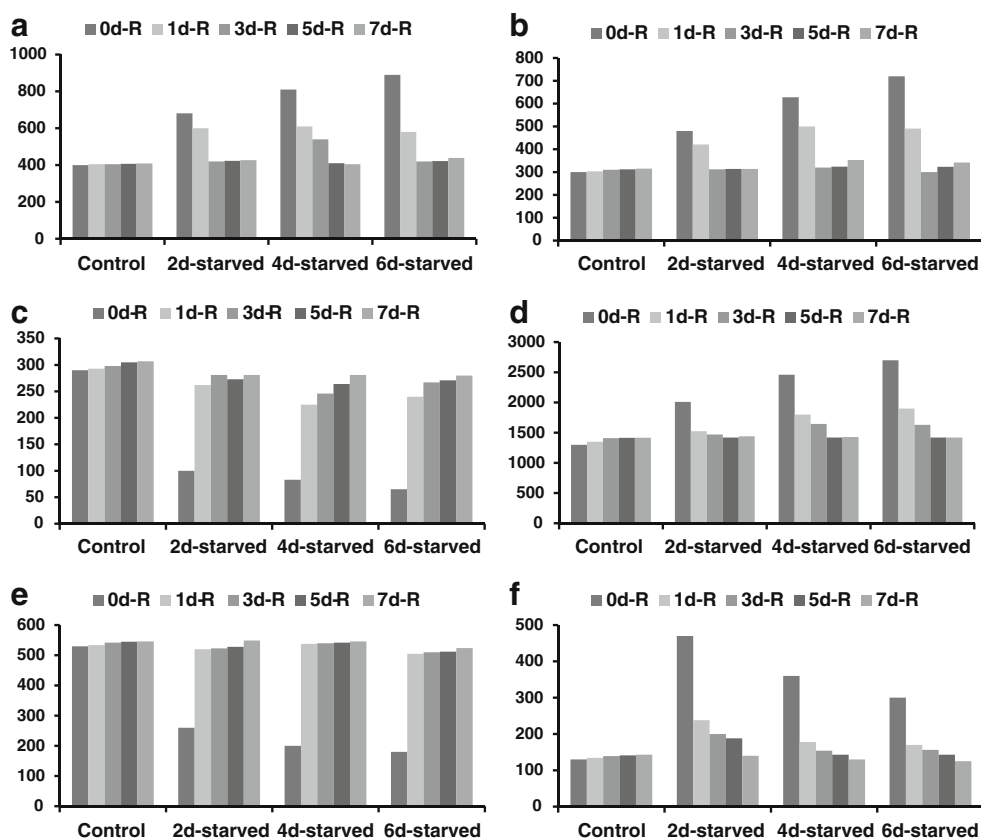 a
■0d-R ■1d-R ■3d-R ■5d-R ■7d-R
1000
800
600
400
200
0
Control 2d-starved 4d-starved 6d-starved
b
■0d-R ■1d-R ■3d-R ■5d-R ■7d-R
800
700
600
500
400
300
200
100
0
Control 2d-starved 4d-starved 6d-starved
c
■0d-R ■1d-R ■3d-R ■5d-R ■7d-R
350
300
250
200
150
100
50
0
Control 2d-starved 4d-starved 6d-starved
d
■0d-R ■1d-R ■3d-R ■5d-R ■7d-R
3000
2500
2000
1500
1000
500
0
Control 2d-starved 4d-starved 6d-starved
e
■0d-R ■1d-R ■3d-R ■5d-R ■7d-R
600
500
400
300
200
100
0
Control 2d-starved 4d-starved 6d-starved
f
■0d-R ■1d-R ■3d-R ■5d-R ■7d-R
500
400
300
200
100
0
Control 2d-starved 4d-starved 6d-starved